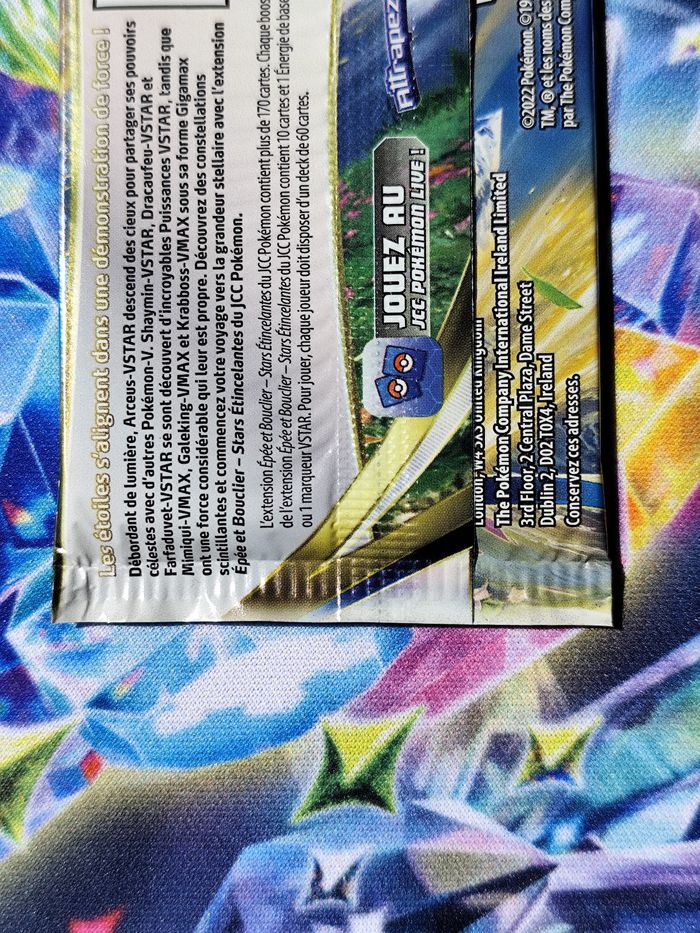 Les étoiles s'alignent dans une démonstration de force !
Débordant de lumière, Arceus-VSTAR descend des cieux pour partager ses pouvoirs
célestes avec d'autres Pokémon-V. Shaymin-VSTAR, Dracaufeu-VSTAR et
Farfaduvet-VSTAR se sont découvert d'incroyables Puissances VSTAR, tandis que
Mimiqui-VMAX, Galeking-VMAX et Krabboss-VMAX sous sa forme Gigamax
ont une force considérable qui leur est propre. Découvrez des constellations
scintillantes et commencez votre voyage vers la grandeur stellaire avec l'extension
Épée et Bouclier – Stars Étincelantes du JCC Pokémon.
L'extension Épée et Bouclier – Stars Étincelantes du JCC Pokémon contient plus de 170 cartes. Chaque boos
de l'extension Épée et Bouclier – Stars Étincelantes du JCC Pokémon contient 10 cartes et 1 Énergie de base
ou 1 marqueur VSTAR. Pour jouer, chaque joueur doit disposer d'un deck de 60 cartes.
Attrapez
JOUEZ AU
JCC POKÉMON LIVE !
London, W4 5XS United Kingdom
The Pokémon Company International Ireland Limited
3rd Floor, 2 Central Plaza, Dame Street
Dublin 2, D02 T0X4, Ireland
Conservez ces adresses.
©2022 Pokémon. ©19
TM, ® et les noms des
par The Pokémon Com